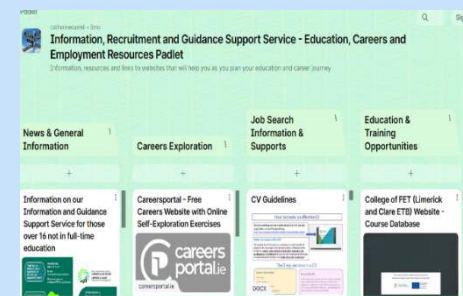 Information, Recruitment and Guidance Support Service - Education, Careers and
Employment Resources Padlet
Information, resources and links to websites that will help you as you plan your education and career journey
News & General
Information
Careers Exploration
Job Search
Information &
Supports
Education &
Training
Opportunities
+
+
+
+
Information on our
Information and Guidance
Support Service for those
over 16 not in full-time
education
Careersportal - Free
Careers Website with Online
Self-Exploration Exercises
careers
portal.ie
careersportal.ie
CV Guidelines
DOCX
College of FET (Limerick
and Clare ETB) Website -
Course Database